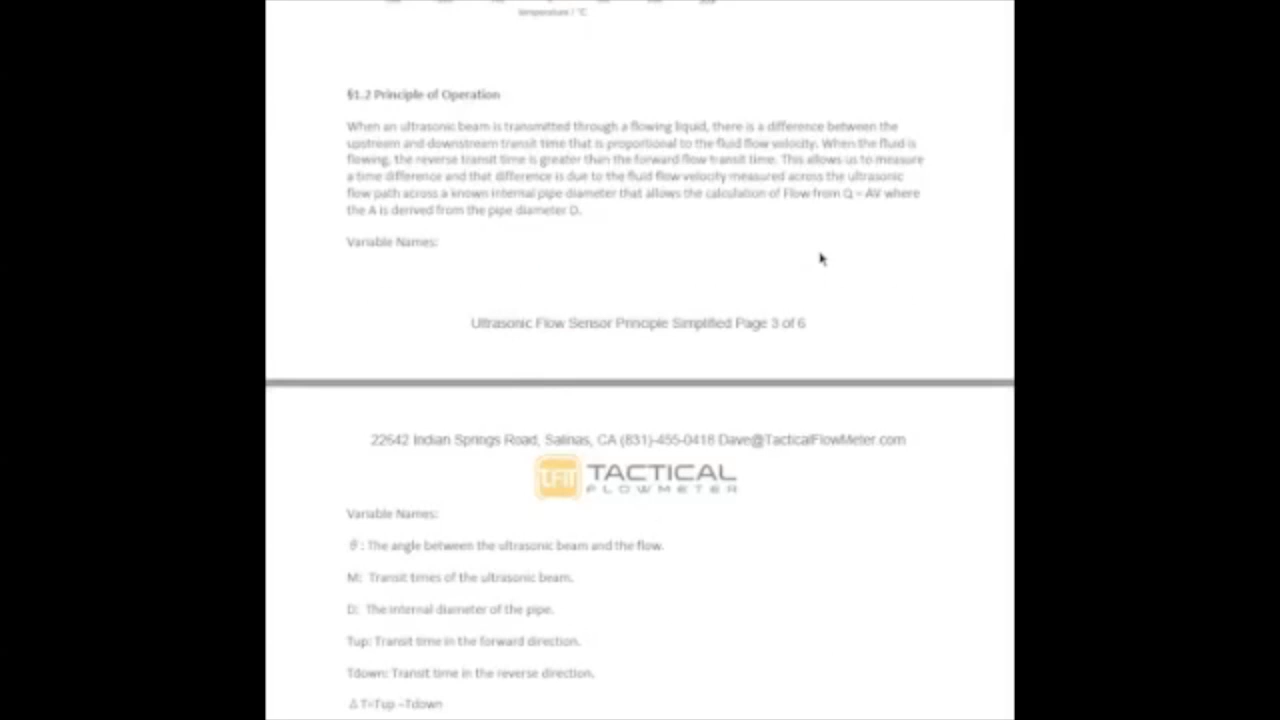 temperature / °C
§1.2 Principle of Operation
When an ultrasonic beam is transmitted through a flowing liquid, there is a difference between the
upstream and downstream transit time that is proportional to the fluid flow velocity. When the fluid is
flowing, the reverse transit time is greater than the forward flow transit time. This allows us to measure
a time difference and that difference is due to the fluid flow velocity measured across the ultrasonic
flow path across a known internal pipe diameter that allows the calculation of Flow from Q = AV where
the A is derived from the pipe diameter D.
Variable Names:
Ultrasonic Flow Sensor Principle Simplified Page 3 of 6
22642 Indian Springs Road, Salinas, CA (831)-455-0418 Dave@TacticalFlowMeter.com
TFM TACTICAL
FLOWMETER
Variable Names:
θ : The angle between the ultrasonic beam and the flow.
M: Transit times of the ultrasonic beam.
D: The internal diameter of the pipe.
Tup: Transit time in the forward direction.
Tdown: Transit time in the reverse direction.
Δ T=Tup –Tdown